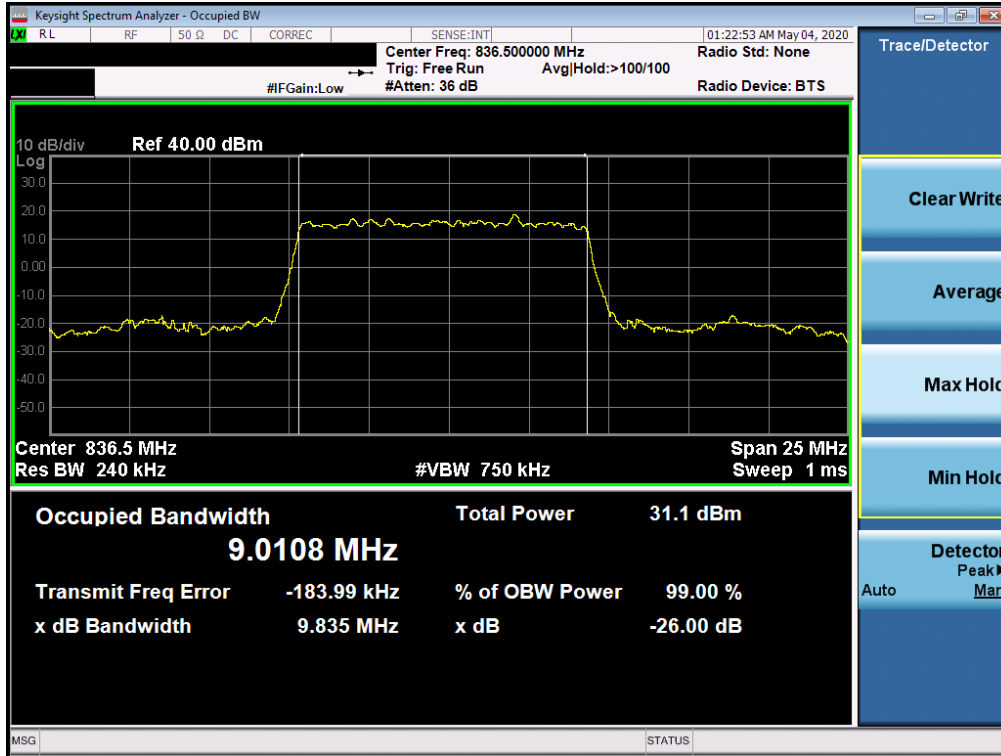 Keysight Spectrum Analyzer - Occupied BW
LXI RL RF 50 Ω DC CORREC SENSE:INT 01:22:53 AM May 04, 2020
Center Freq: 836.500000 MHz Radio Std: None
Trig: Free Run Avg|Hold:>100/100
#IFGain:Low #Atten: 36 dB Radio Device: BTS
10 dB/div Ref 40.00 dBm
Log
30.0
20.0
10.0
0.00
-10.0
-20.0
-30.0
-40.0
-50.0
Center 836.5 MHz Span 25 MHz
Res BW 240 kHz #VBW 750 kHz Sweep 1 ms
Occupied Bandwidth Total Power 31.1 dBm
9.0108 MHz
Transmit Freq Error -183.99 kHz % of OBW Power 99.00 %
x dB Bandwidth 9.835 MHz x dB -26.00 dB
MSG STATUS
Trace/Detector
Clear Write
Average
Max Hold
Min Hold
Detector
Peak
Auto Man